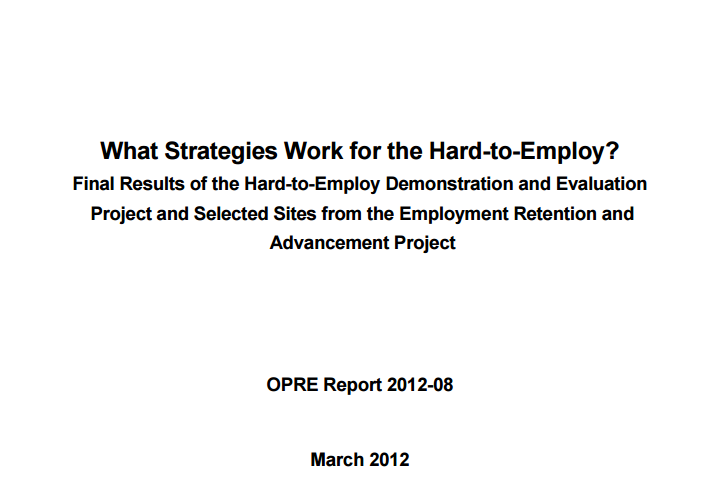 What Strategies Work for the Hard-to-Employ?
Final Results of the Hard-to-Employ Demonstration and Evaluation
Project and Selected Sites from the Employment Retention and
Advancement Project
OPRE Report 2012-08
March 2012